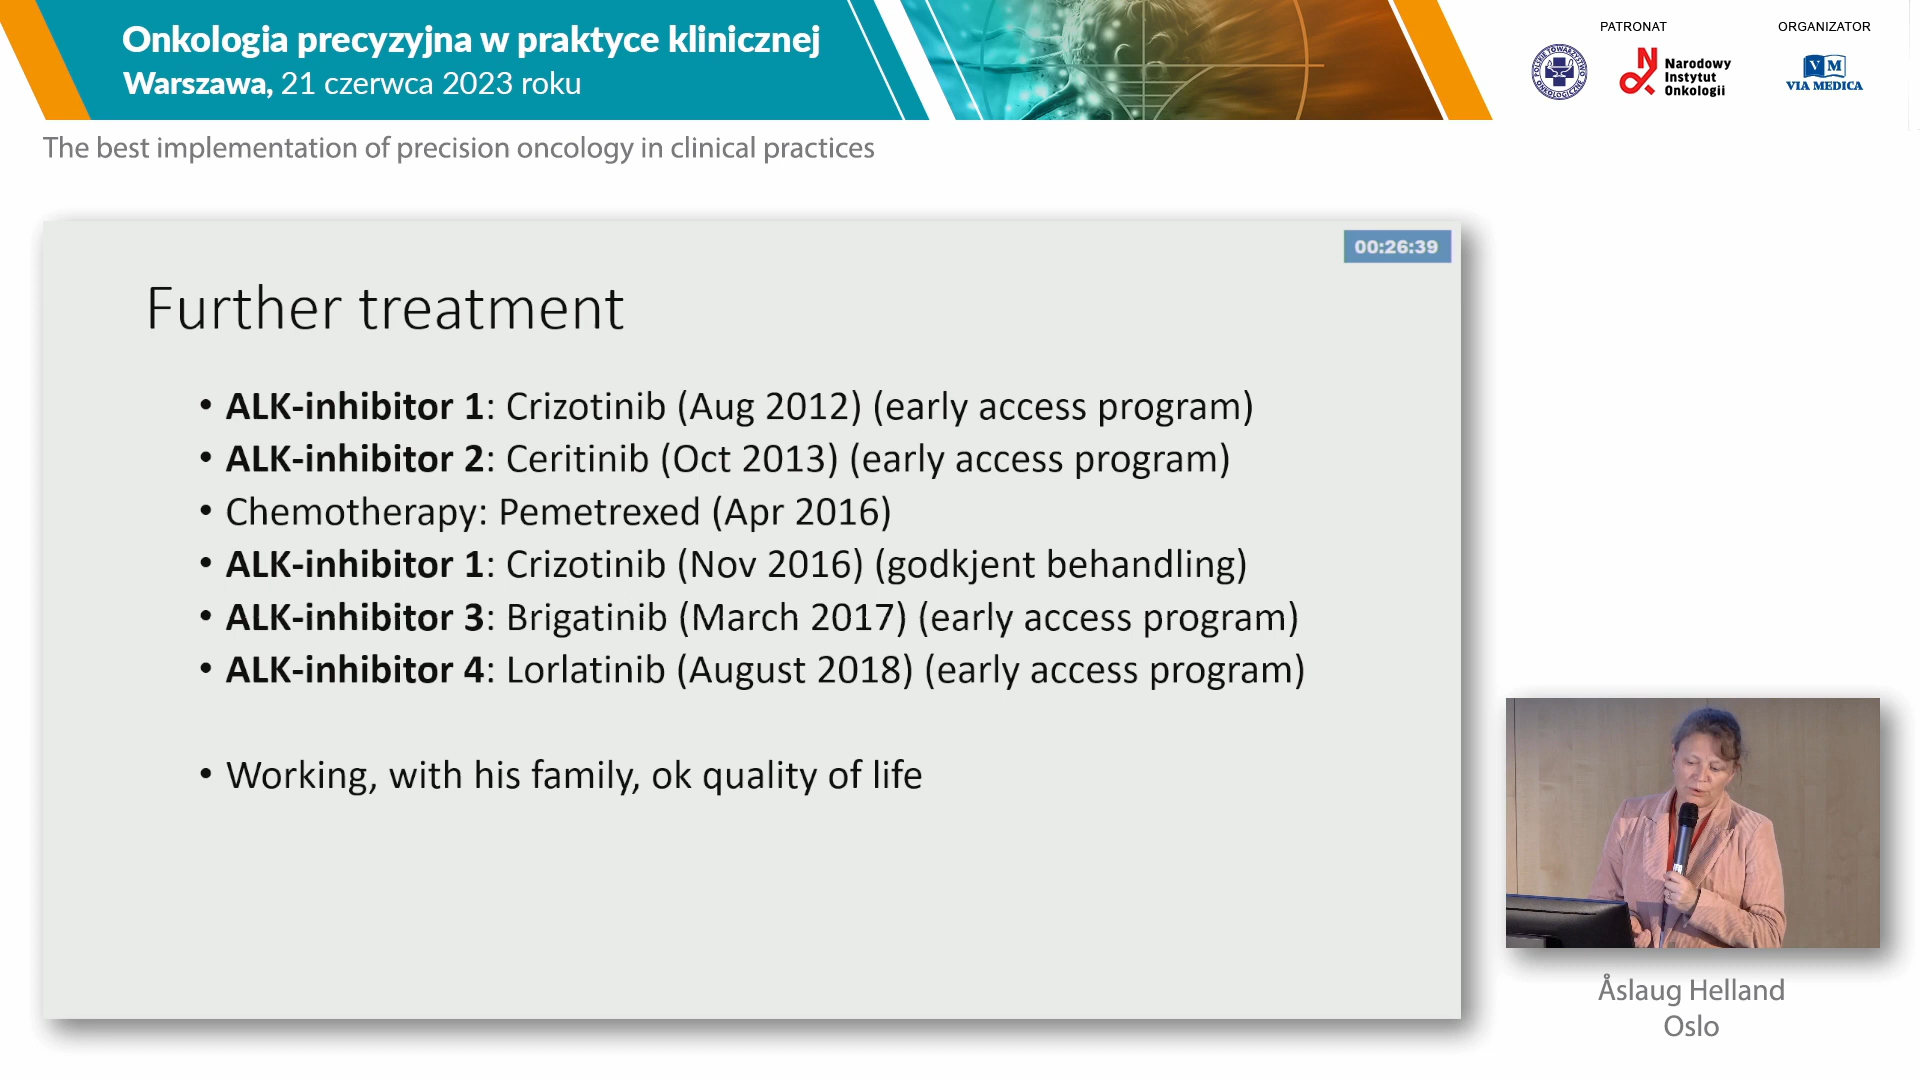 Onkologia precyzyjna w praktyce klinicznej
Warszawa, 21 czerwca 2023 roku
PATRONAT
ORGANIZATOR
POLSKIE TOWARZYSTWO ONKOLOGICZNE
Narodowy
Instytut
Onkologii
VM
VIA MEDICA
The best implementation of precision oncology in clinical practices
00:26:39
Further treatment
• ALK-inhibitor 1: Crizotinib (Aug 2012) (early access program)
• ALK-inhibitor 2: Ceritinib (Oct 2013) (early access program)
• Chemotherapy: Pemetrexed (Apr 2016)
• ALK-inhibitor 1: Crizotinib (Nov 2016) (godkjent behandling)
• ALK-inhibitor 3: Brigatinib (March 2017) (early access program)
• ALK-inhibitor 4: Lorlatinib (August 2018) (early access program)
• Working, with his family, ok quality of life
Åslaug Helland
Oslo